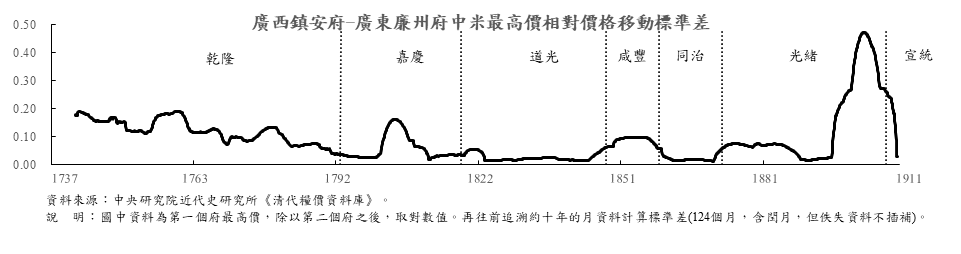 廣西鎮安府-廣東廉州府中米最高價相對價格移動標準差
0.50
0.40
0.30
0.20
0.10
0.00
乾隆
嘉慶
道光
咸豐
同治
光緒
宣統
1737
1763
1792
1822
1851
1881
1911
資料來源：中央研究院近代史研究所《清代糧價資料庫》。
說　明：圖中資料為第一個府最高價，除以第二個府之後，取對數值。再往前追溯約十年的月資料計算標準差(124個月，含閏月，但佚失資料不插補)。